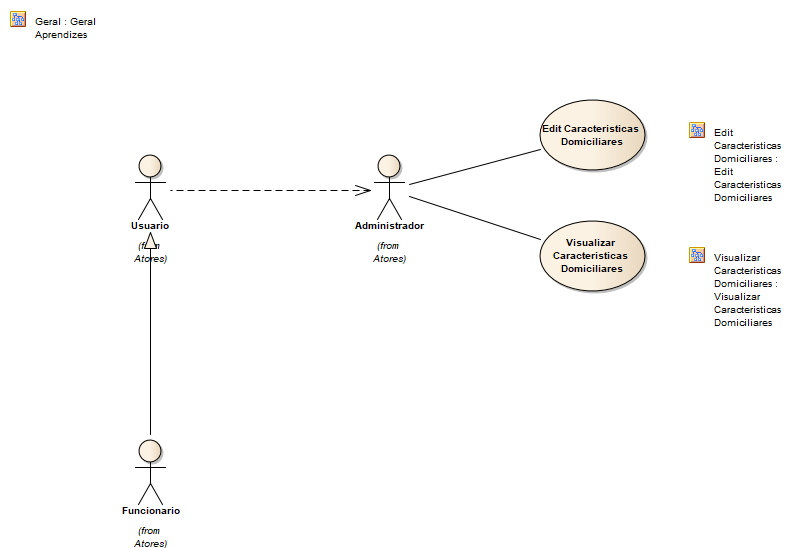 Geral : Geral
Aprendizes
Edit Caracteristicas
Domiciliares
Edit
Caracteristicas
Domiciliares :
Edit
Caracteristicas
Domiciliares
Usuario
(from
Atores)
Administrador
(from
Atores)
Visualizar
Caracteristicas
Domiciliares
Visualizar
Caracteristicas
Domiciliares :
Visualizar
Caracteristicas
Domiciliares
Funcionario
(from
Atores)